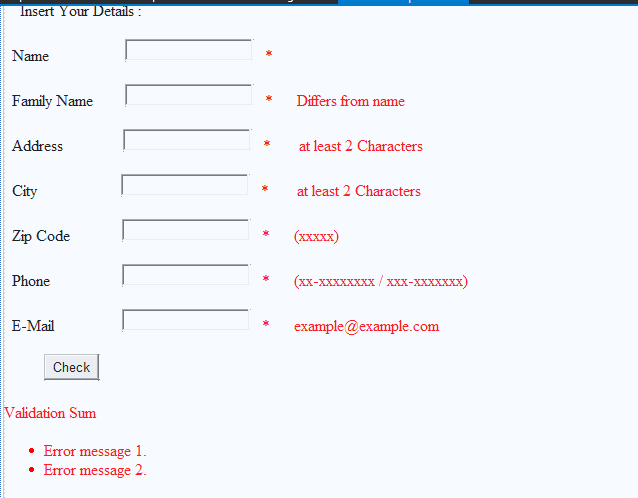 Insert Your Details :
Name *
Family Name * Differs from name
Address * at least 2 Characters
City * at least 2 Characters
Zip Code * (xxxxx)
Phone * (xx-xxxxxxxx / xxx-xxxxxxx)
E-Mail * example@example.com
Check
Validation Sum
• Error message 1.
• Error message 2.